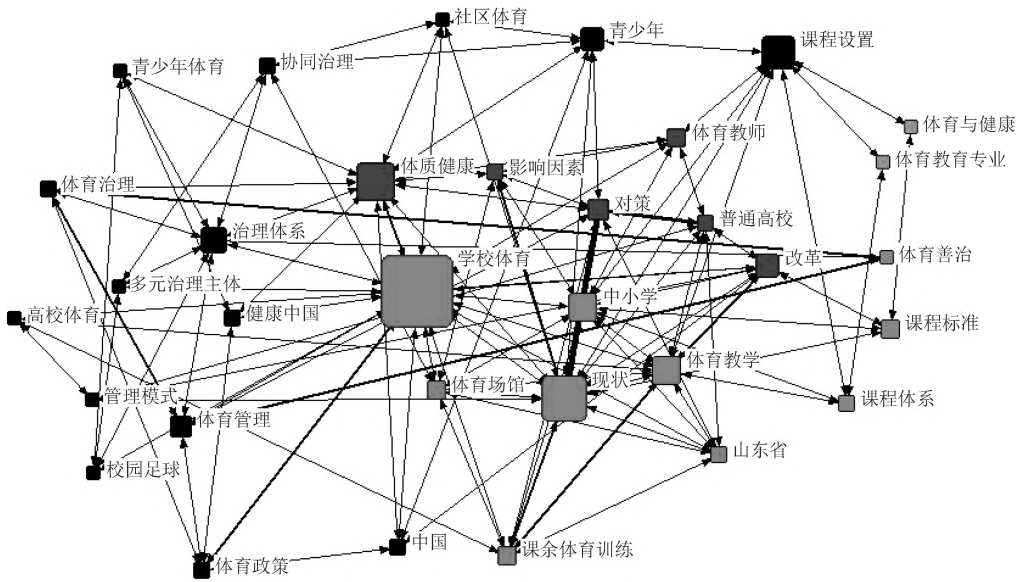 社区体育
青少年
课程设置
青少年体育
协同治理
体育与健康
体育教师
体育教育专业
体质健康
影响因素
体育治理
对策
普通高校
治理体系
学校体育
改革
体育善治
多元治理主体
中小学
高校体育
健康中国
课程标准
体育教学
管理模式
体育场馆
现状
课程体系
体育管理
山东省
校园足球
中国
课余体育训练
体育政策